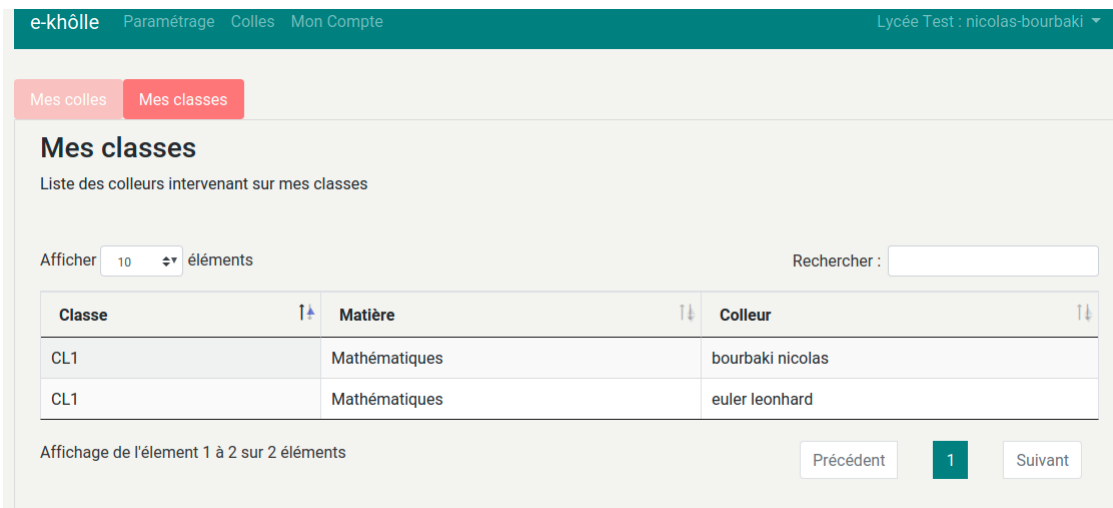 e-khôlle Paramétrage Colles Mon Compte Lycée Test : nicolas-bourbaki
Mes colles Mes classes
Mes classes
Liste des colleurs intervenant sur mes classes
Afficher 10 éléments Rechercher :
Classe Matière Colleur
CL1 Mathématiques bourbaki nicolas
CL1 Mathématiques euler leonhard
Affichage de l'élement 1 à 2 sur 2 éléments Précédent 1 Suivant